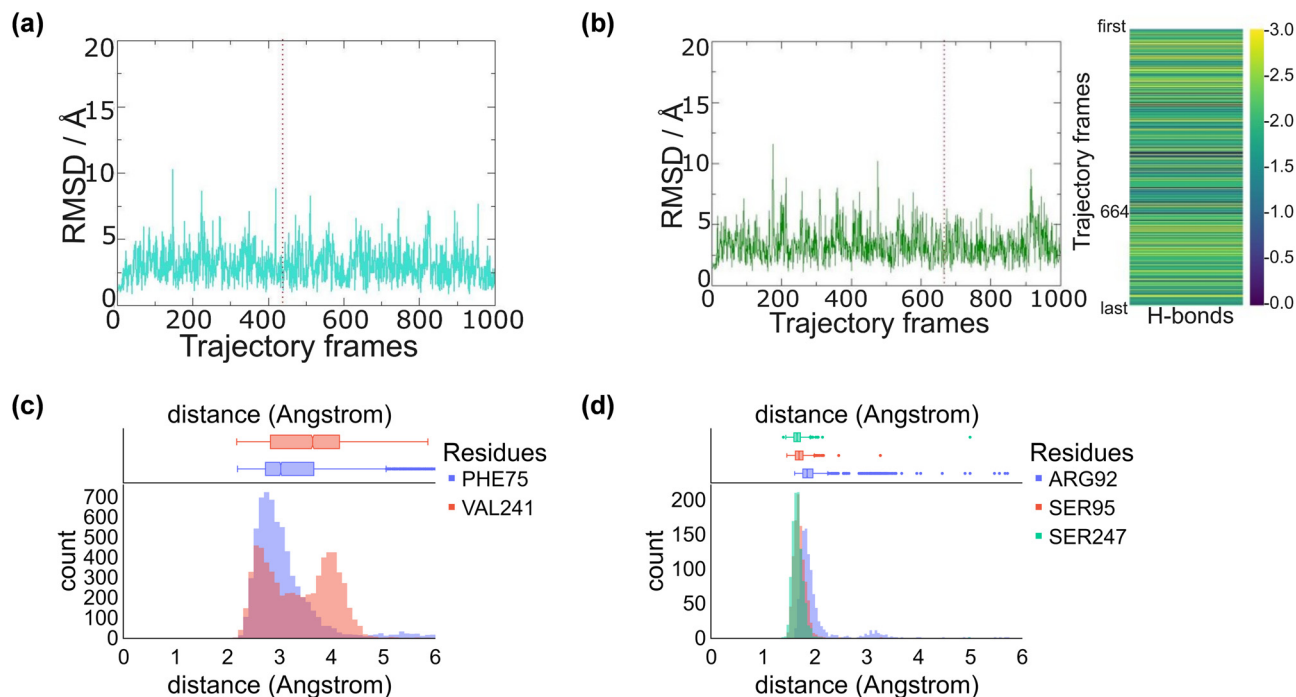 (a)
20
15
10
5
0
RMSD / Å
0 200 400 600 800 1000
Trajectory frames
(b)
20
15
10
5
0
RMSD / Å
0 200 400 600 800 1000
Trajectory frames
first
664
last
Trajectory frames
H-bonds
3.0
2.0
1.5
1.0
0.5
0.0
(c)
distance (Angstrom)
Residues
PHE75
VAL241
700
600
500
400
300
200
100
0
count
0 1 2 3 4 5 6
distance (Angstrom)
(d)
distance (Angstrom)
Residues
ARG92
SER95
SER247
200
150
100
50
0
count
0 1 2 3 4 5 6
distance (Angstrom)